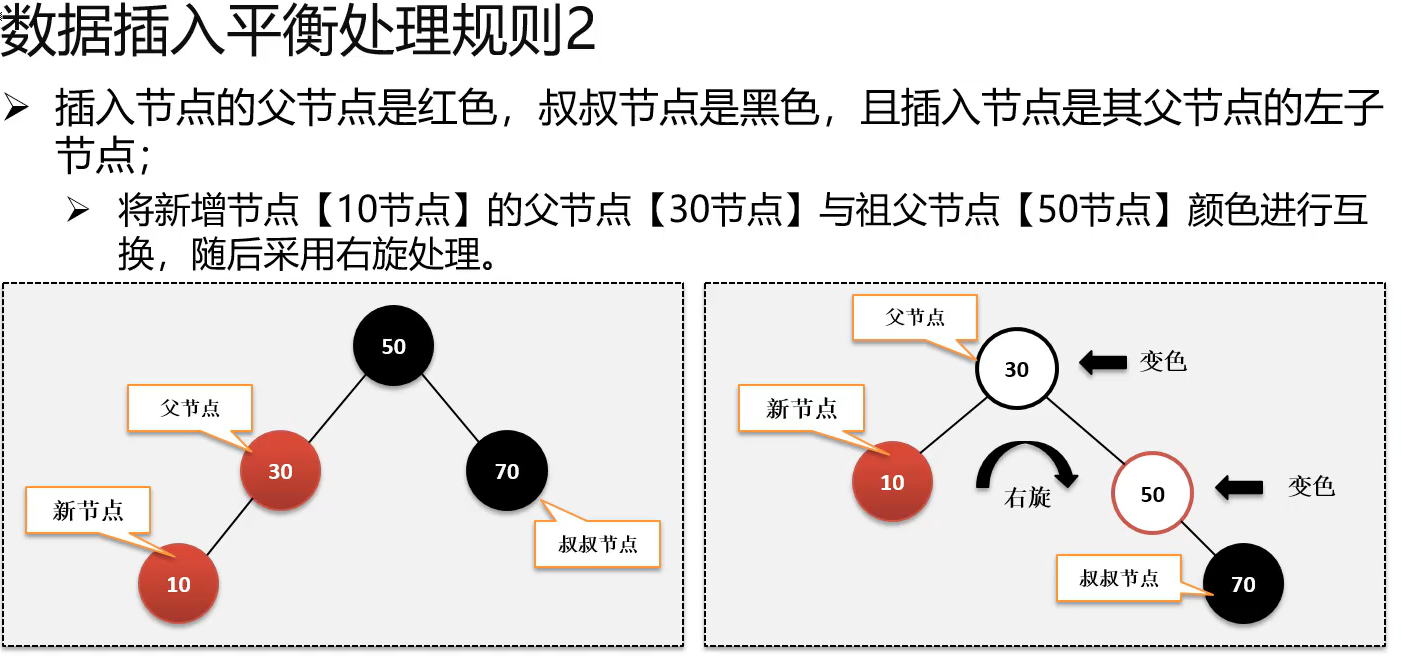 数据插入平衡处理规则2
插入节点的父节点是红色，叔叔节点是黑色，且插入节点是其父节点的左子
节点；
将新增节点【10节点】的父节点【30节点】与祖父节点【50节点】颜色进行互
换，随后采用右旋处理。
50
父节点
30
70
新节点
叔叔节点
10
父节点
30
变色
新节点
10
右旋
50
变色
叔叔节点
70